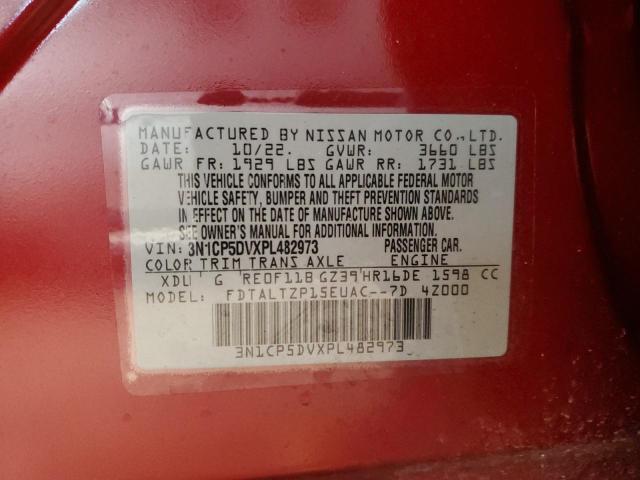 MANUFACTURED BY NISSAN MOTOR CO.,LTD.
DATE: 10/22. GVWR: 3660 LBS
GAWR FR: 1929 LBS GAWR RR: 1731 LBS
THIS VEHICLE CONFORMS TO ALL APPLICABLE FEDERAL MOTOR
VEHICLE SAFETY, BUMPER AND THEFT PREVENTION STANDARDS
IN EFFECT ON THE DATE OF MANUFACTURE SHOWN ABOVE.
SEE OWNER'S MANUAL FOR ADDITIONAL INFORMATION.
VIN: 3N1CP5DVXPL482973 PASSENGER CAR.
COLOR TRIM TRANS AXLE ENGINE
G RE0F11B GZ39 HR16DE 1598 CC
MODEL: FDTALTZP15EUAC--7D 4Z000
3N1CP5DVXPL482973